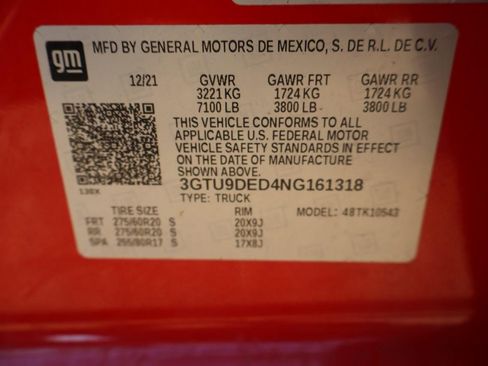 gm
MFD BY GENERAL MOTORS DE MEXICO, S. DE R.L. DE C.V.
12/21 GVWR GAWR FRT GAWR RR
3221 KG 1724 KG 1724 KG
7100 LB 3800 LB 3800 LB
THIS VEHICLE CONFORMS TO ALL
APPLICABLE U.S. FEDERAL MOTOR
VEHICLE SAFETY STANDARDS IN EFFECT
ON THE DATE OF MANUFACTURE
SHOWN ABOVE.
138X 3GTU9DED4NG161318
TYPE: TRUCK
TIRE SIZE RIM MODEL: 48TK10543
FRT 275/60R20 S 20X9J
RR 275/60R20 S 20X9J
SPA 255/80R17 S 17X8J